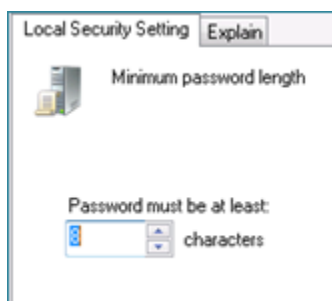 Local Security Setting
Explain
Minimum password length
Password must be at least:
8
characters